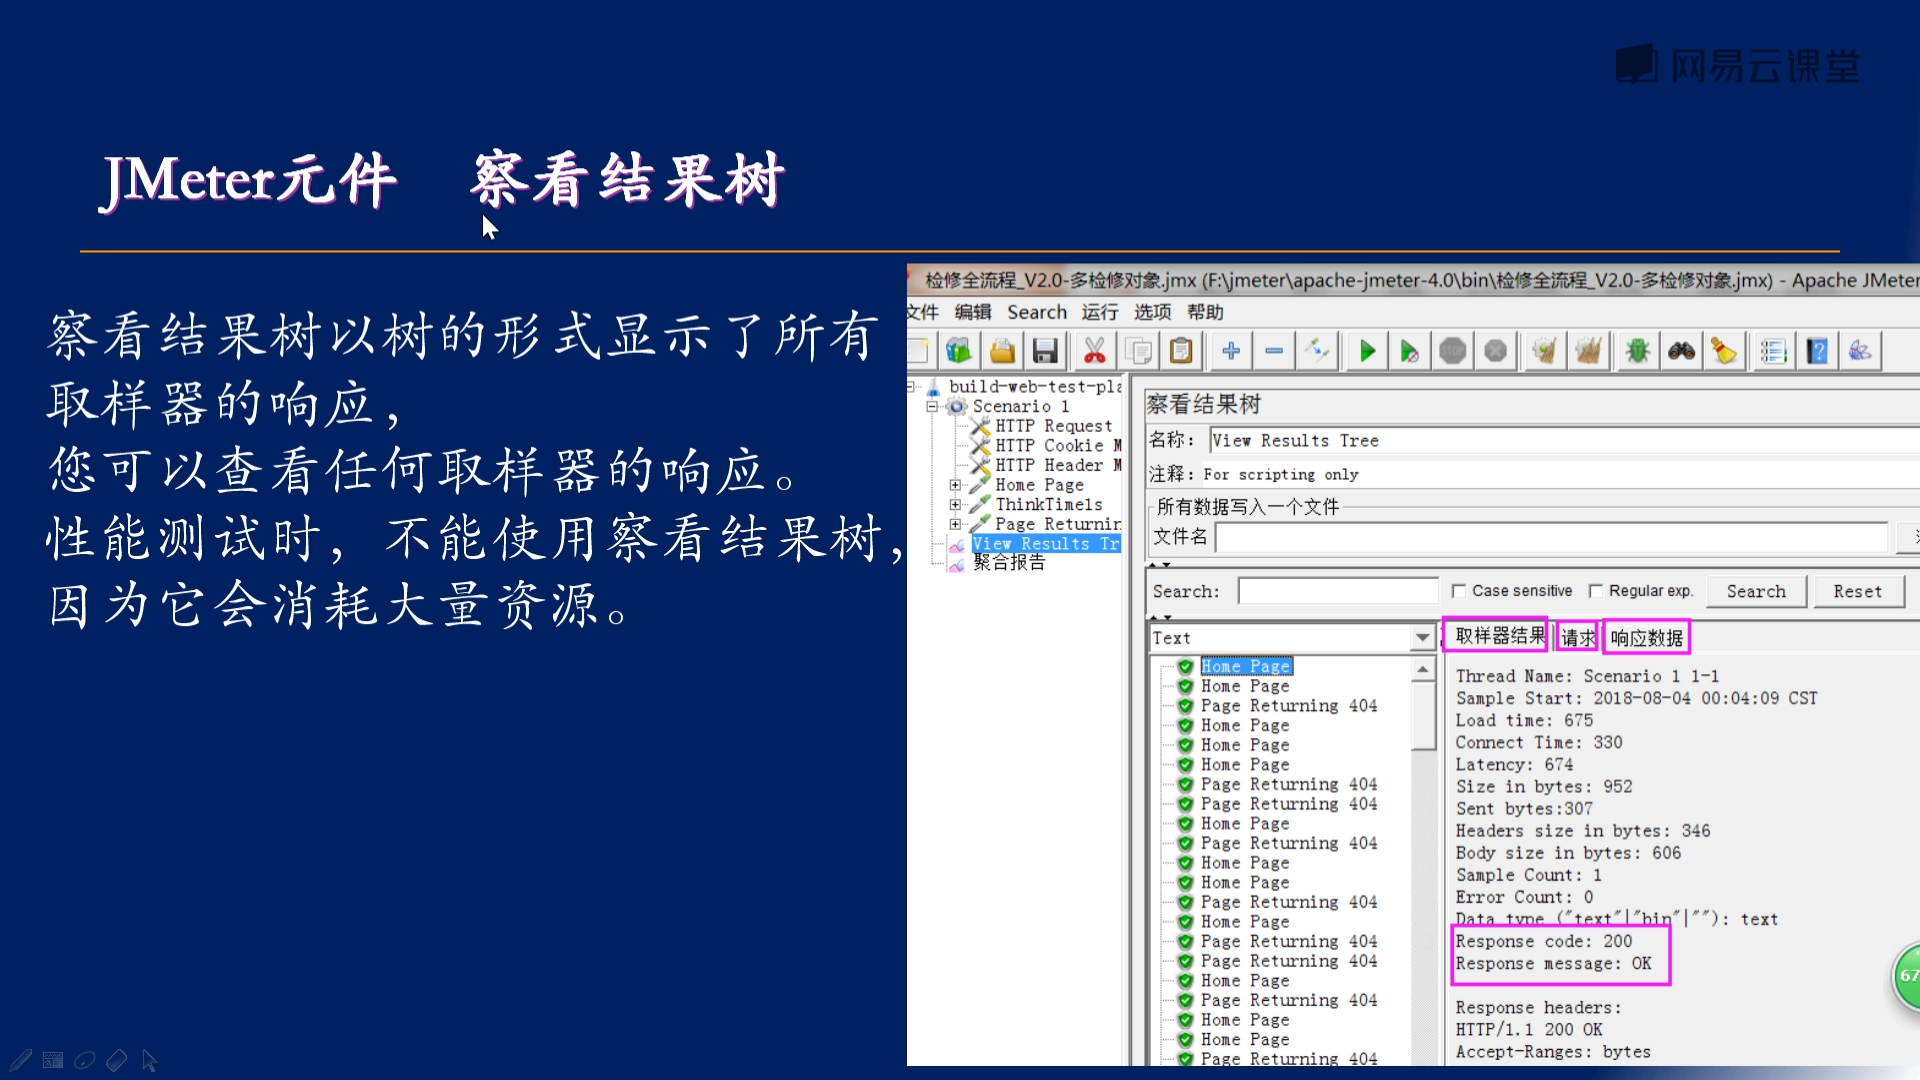 网易云课堂
JMeter元件 察看结果树
察看结果树以树的形式显示了所有
取样器的响应，
您可以查看任何取样器的响应。
性能测试时，不能使用察看结果树，
因为它会消耗大量资源。
检修全流程_V2.0-多检修对象.jmx (F:\jmeter\apache-jmeter-4.0\bin\检修全流程_V2.0-多检修对象.jmx) - Apache JMeter
文件 编辑 Search 运行 选项 帮助
build-web-test-pla
Scenario 1
HTTP Request
HTTP Cookie M
HTTP Header M
Home Page
ThinkTime1s
Page Returnin
View Results Tr
聚合报告
察看结果树
名称： View Results Tree
注释： For scripting only
所有数据写入一个文件
文件名
Search: Case sensitive Regular exp. Search Reset
Text
取样器结果 请求 响应数据
Home Page
Home Page
Page Returning 404
Home Page
Home Page
Home Page
Page Returning 404
Page Returning 404
Home Page
Page Returning 404
Home Page
Home Page
Page Returning 404
Home Page
Page Returning 404
Page Returning 404
Home Page
Page Returning 404
Home Page
Home Page
Page Returning 404
Thread Name: Scenario 1 1-1
Sample Start: 2018-08-04 00:04:09 CST
Load time: 675
Connect Time: 330
Latency: 674
Size in bytes: 952
Sent bytes:307
Headers size in bytes: 346
Body size in bytes: 606
Sample Count: 1
Error Count: 0
Data type ("text"|"bin"|""): text
Response code: 200
Response message: OK
Response headers:
HTTP/1.1 200 OK
Accept-Ranges: bytes
67